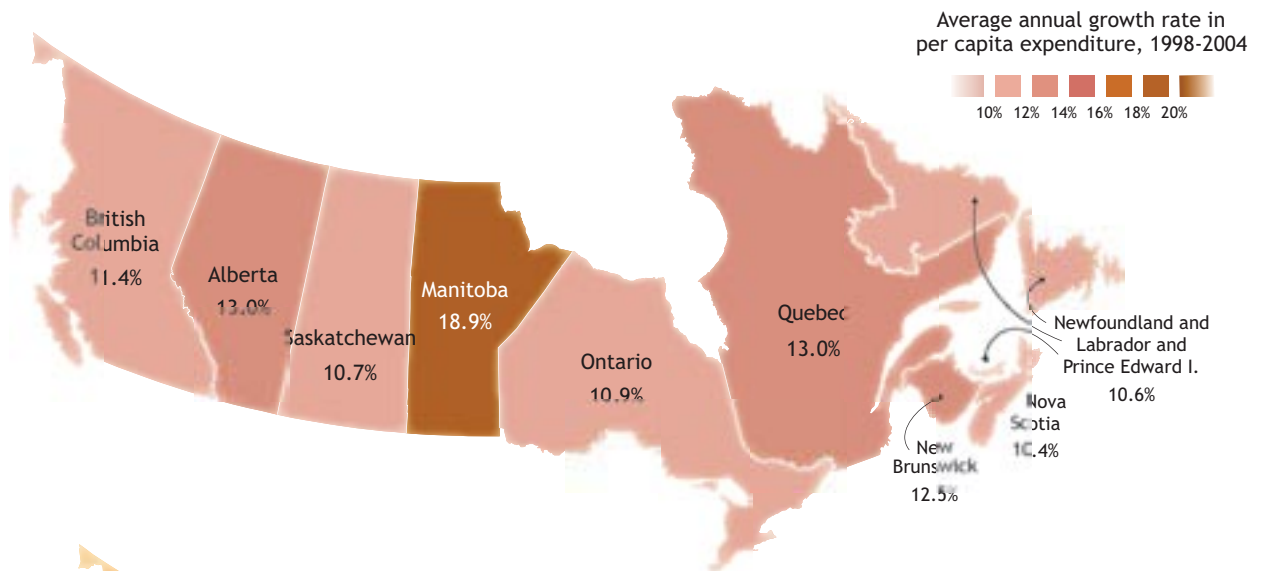 Average annual growth rate in
per capita expenditure, 1998-2004
10% 12% 14% 16% 18% 20%
British
Columbia
11.4%
Alberta
13.0%
Saskatchewan
10.7%
Manitoba
18.9%
Ontario
10.9%
Quebec
13.0%
Newfoundland and
Labrador and
Prince Edward I.
10.6%
Nova
Scotia
10.4%
New
Brunswick
12.5%